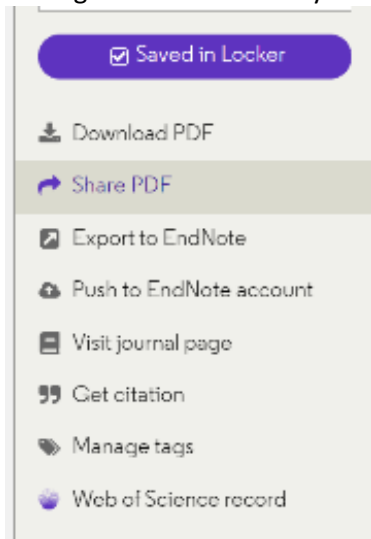 Saved in Locker
Download PDF
Share PDF
Export to EndNote
Push to EndNote account
Visit journal page
Get citation
Manage tags
Web of Science record